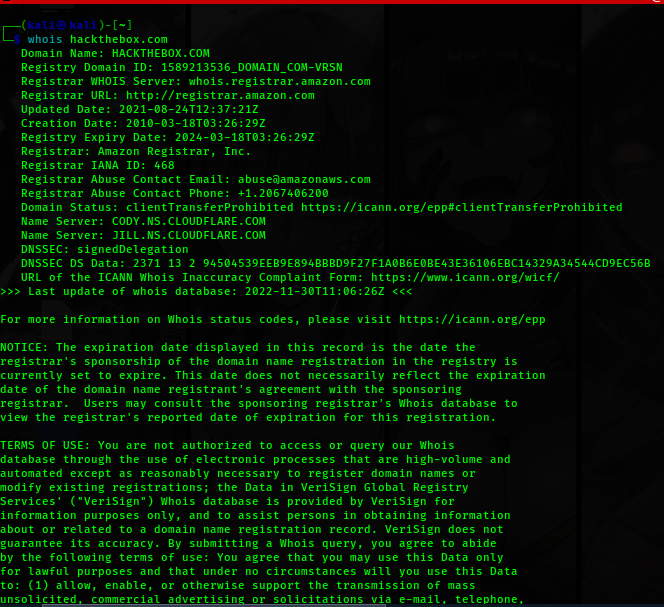 (kali㉿kali)-[~]
$ whois hackthebox.com
Domain Name: HACKTHEBOX.COM
Registry Domain ID: 1589213536_DOMAIN_COM-VRSN
Registrar WHOIS Server: whois.registrar.amazon.com
Registrar URL: http://registrar.amazon.com
Updated Date: 2021-08-24T12:37:21Z
Creation Date: 2010-03-18T03:26:29Z
Registry Expiry Date: 2024-03-18T03:26:29Z
Registrar: Amazon Registrar, Inc.
Registrar IANA ID: 468
Registrar Abuse Contact Email: abuse@amazonaws.com
Registrar Abuse Contact Phone: +1.2067406200
Domain Status: clientTransferProhibited https://icann.org/epp#clientTransferProhibited
Name Server: CODY.NS.CLOUDFLARE.COM
Name Server: JILL.NS.CLOUDFLARE.COM
DNSSEC: signedDelegation
DNSSEC DS Data: 2371 13 2 94504539EEB9E894BBBD9F27F1A0B6E0BE43E36106EBC14329A34544CD9EC56B
URL of the ICANN Whois Inaccuracy Complaint Form: https://www.icann.org/wicf/
>>> Last update of whois database: 2022-11-30T11:06:26Z <<<
For more information on Whois status codes, please visit https://icann.org/epp
NOTICE: The expiration date displayed in this record is the date the
registrar's sponsorship of the domain name registration in the registry is
currently set to expire. This date does not necessarily reflect the expiration
date of the domain name registrant's agreement with the sponsoring
registrar.  Users may consult the sponsoring registrar's Whois database to
view the registrar's reported date of expiration for this registration.
TERMS OF USE: You are not authorized to access or query our Whois
database through the use of electronic processes that are high-volume and
automated except as reasonably necessary to register domain names or
modify existing registrations; the Data in VeriSign Global Registry
Services' ("VeriSign") Whois database is provided by VeriSign for
information purposes only, and to assist persons in obtaining information
about or related to a domain name registration record. VeriSign does not
guarantee its accuracy. By submitting a Whois query, you agree to abide
by the following terms of use: You agree that you may use this Data only
for lawful purposes and that under no circumstances will you use this Data
to: (1) allow, enable, or otherwise support the transmission of mass
unsolicited, commercial advertising or solicitations via e-mail, telephone,